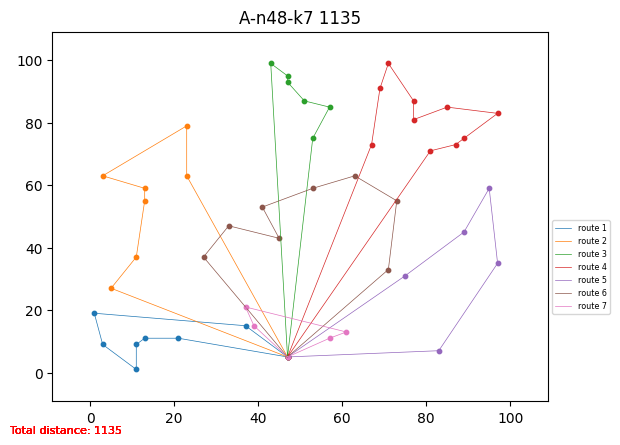 A-n48-k7 1135
100
80
60
40
20
0
0 20 40 60 80 100
route 1
route 2
route 3
route 4
route 5
route 6
route 7
Total distance: 1135